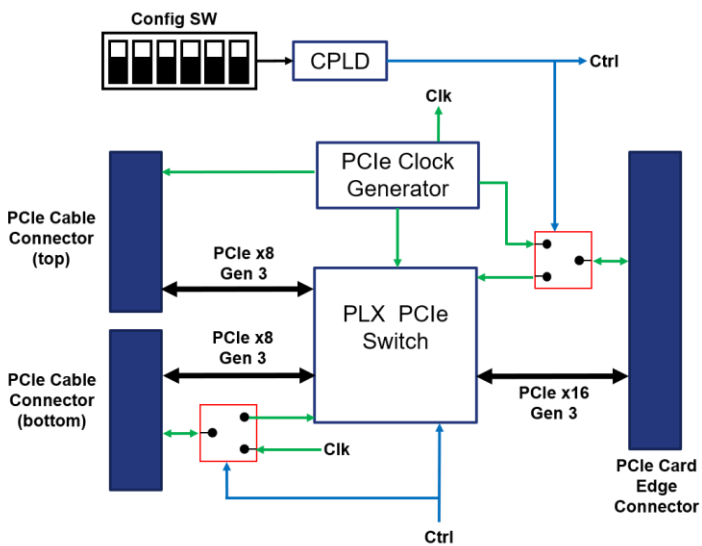 Config SW
CPLD
Ctrl
Clk
PCIe Clock
Generator
PCIe Cable
Connector
(top)
PCIe x8
Gen 3
PLX PCIe
Switch
PCIe x8
Gen 3
PCIe Cable
Connector
(bottom)
PCIe x16
Gen 3
Clk
PCIe Card
Edge
Connector
Ctrl